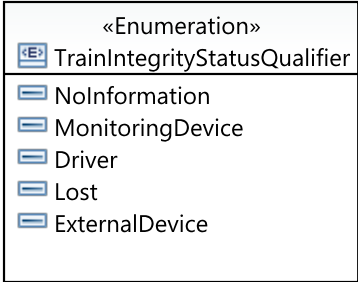 «Enumeration»
TrainIntegrityStatusQualifier
NoInformation
MonitoringDevice
Driver
Lost
ExternalDevice